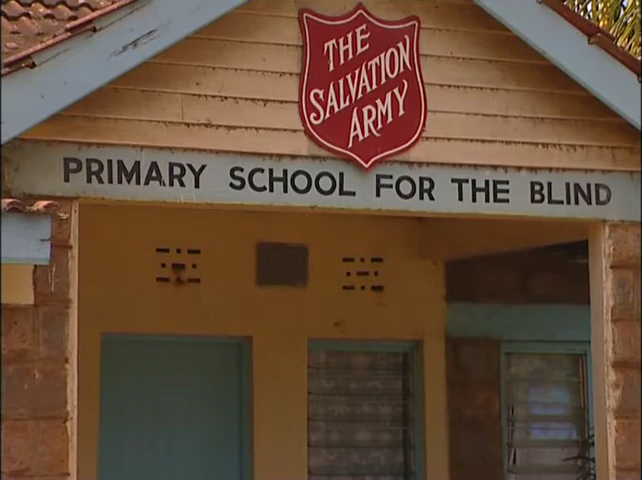 THE
SALVATION
ARMY
PRIMARY SCHOOL FOR THE BLIND